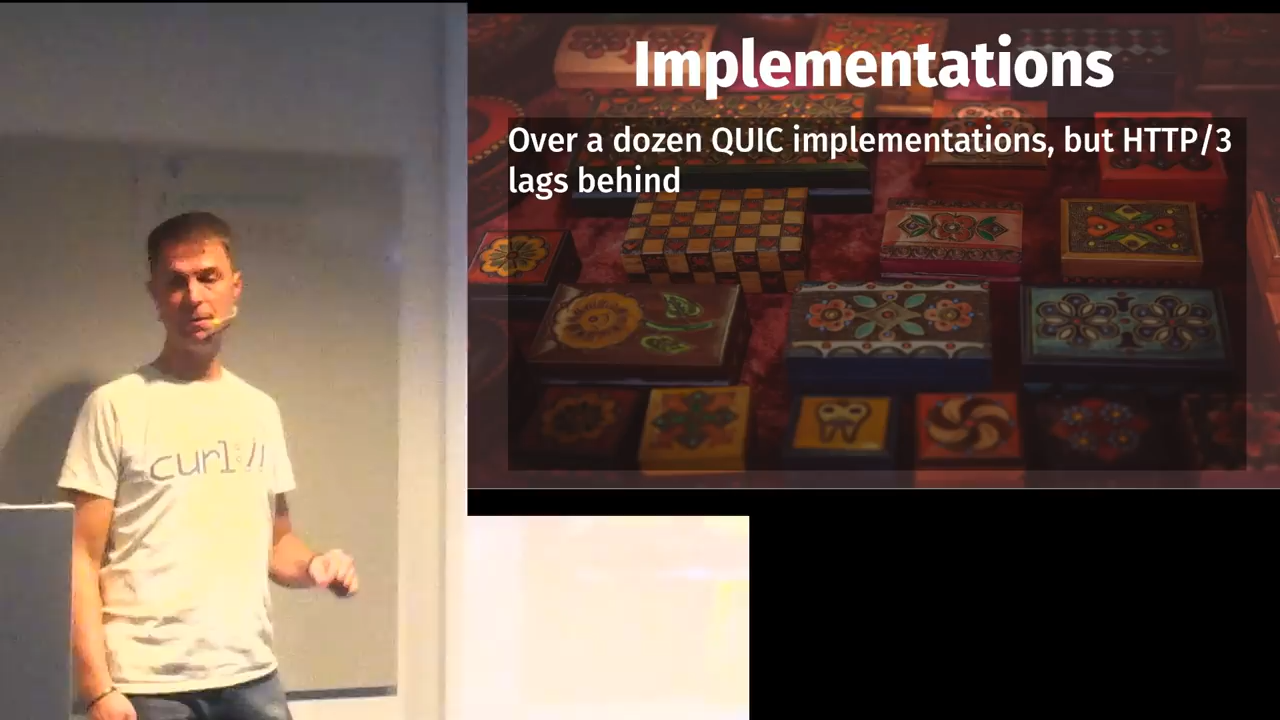 Implementations
Over a dozen QUIC implementations, but HTTP/3
lags behind
curl://